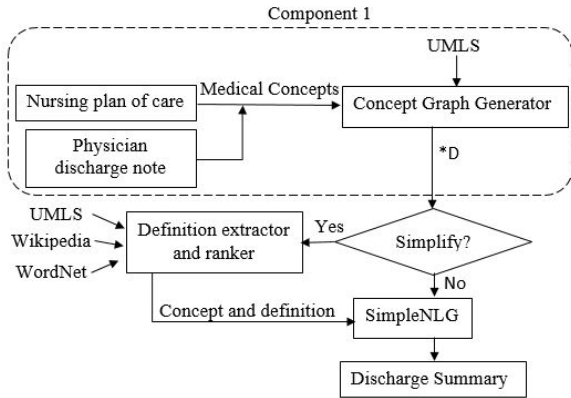 Component 1
UMLS
Nursing plan of care
Medical Concepts
Concept Graph Generator
Physician
discharge note
*D
UMLS
Wikipedia
WordNet
Definition extractor
and ranker
Yes
Simplify?
No
Concept and definition
SimpleNLG
Discharge Summary